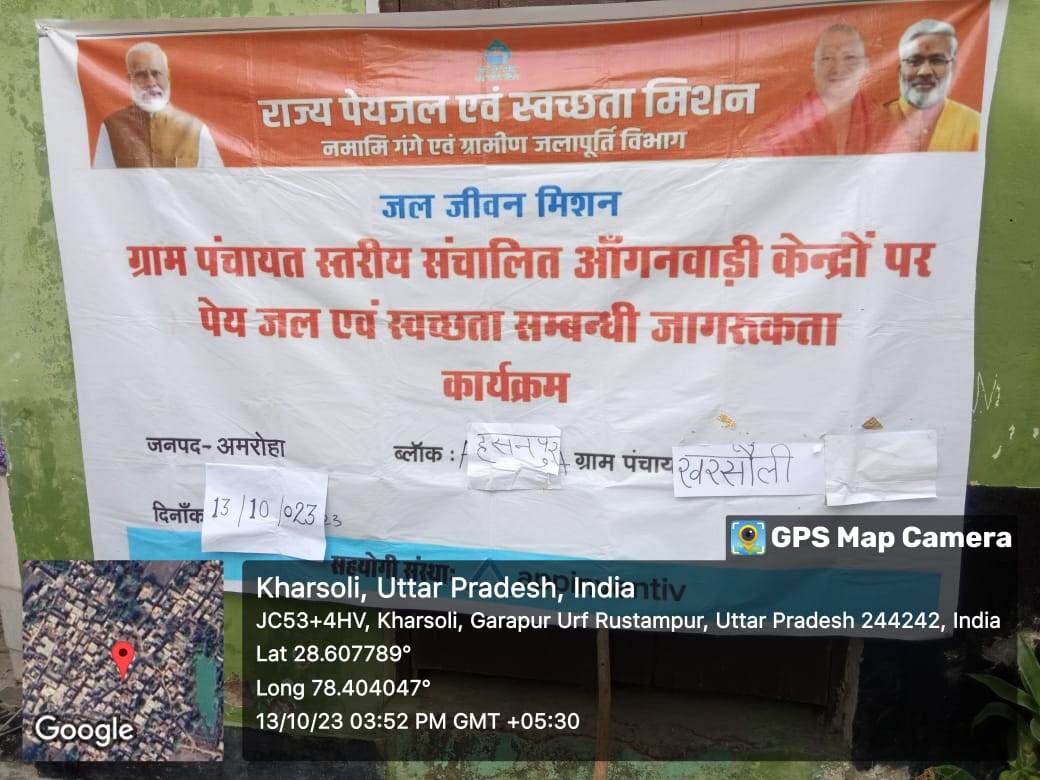 राज्य पेयजल एवं स्वच्छता मिशन
नमामि गंगे एवं ग्रामीण जलापूर्ति विभाग
जल जीवन मिशन
ग्राम पंचायत स्तरीय संचालित आँगनवाड़ी केन्द्रों पर
पेय जल एवं स्वच्छता सम्बन्धी जागरुकता
कार्यक्रम
जनपद- अमरोहा ब्लॉक : हसनपुर ग्राम पंचाय खरसौली
दिनाँक 13/10/023 23
सहयोगी संस्था:
GPS Map Camera
Kharsoli, Uttar Pradesh, India
JC53+4HV, Kharsoli, Garapur Urf Rustampur, Uttar Pradesh 244242, India
Lat 28.607789°
Long 78.404047°
13/10/23 03:52 PM GMT +05:30
Google